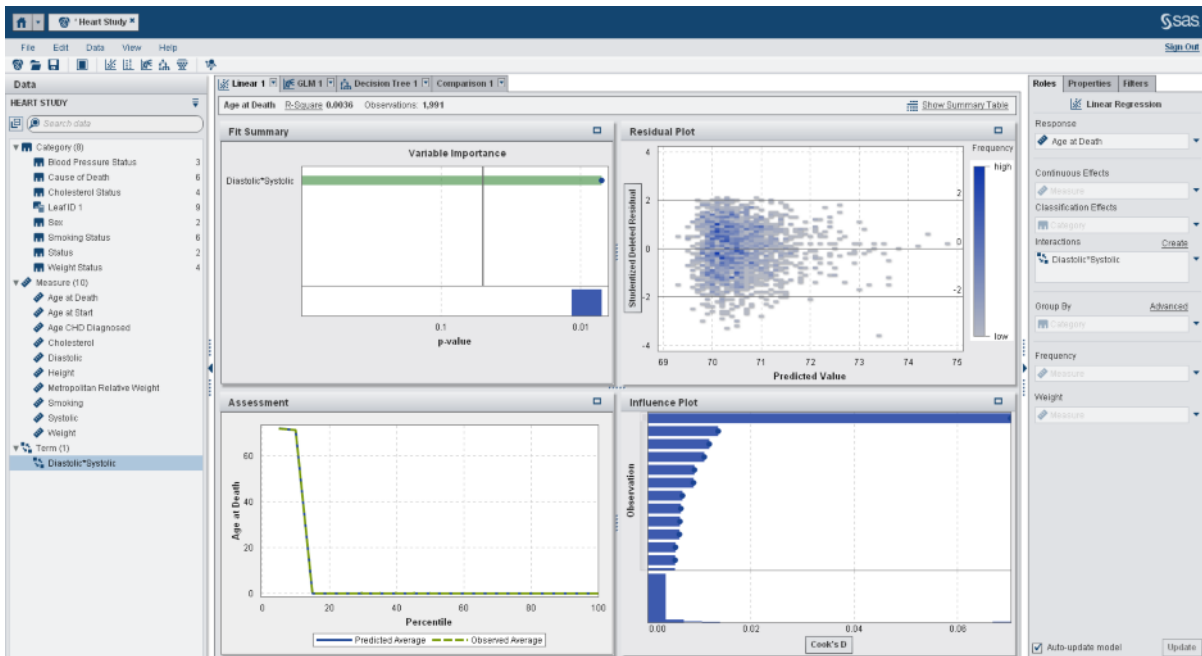 *Heart Study
sas
File Edit Data View Help
Sign Out
Data
HEART STUDY
Search data
Category (8)
Blood Pressure Status 3
Cause of Death 6
Cholesterol Status 4
Leaf ID 1 9
Sex 2
Smoking Status 6
Status 2
Weight Status 4
Measure (10)
Age at Death
Age at Start
Age CHD Diagnosed
Cholesterol
Diastolic
Height
Metropolitan Relative Weight
Smoking
Systolic
Weight
Term (1)
Diastolic*Systolic
Linear 1 GLM 1 Decision Tree 1 Comparison 1
Age at Death R-Square 0.0036 Observations: 1,991
Show Summary Table
Fit Summary
Variable Importance
Diastolic*Systolic
0.1 0.01
p-value
Residual Plot
Frequency
high
low
Studentized Deleted Residual
4
2
0
-2
-4
2
0
-2
69 70 71 72 73 74 75
Predicted Value
Assessment
Age at Death
60
40
20
0
0 20 40 60 80 100
Percentile
Predicted Average Observed Average
Influence Plot
Observation
0.00 0.02 0.04 0.06
Cook's D
Roles Properties Filters
Linear Regression
Response
Age at Death
Continuous Effects
Measure
Classification Effects
Category
Interactions Create
Diastolic*Systolic
Group By Advanced
Category
Frequency
Measure
Weight
Measure
Auto-update model Update